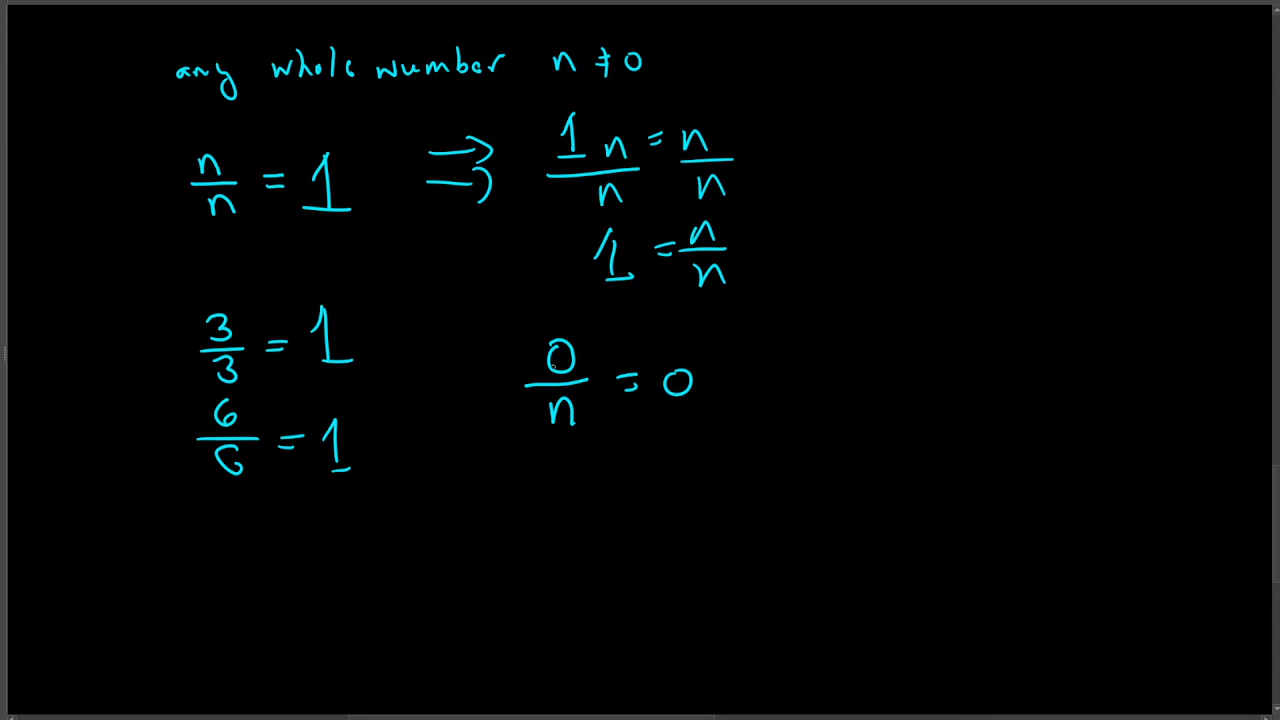 any whole number n ≠ 0
n/n = 1 ⇒ 1n/n = n/n
1 = n/n
3/3 = 1
0/n = 0
6/6 = 1